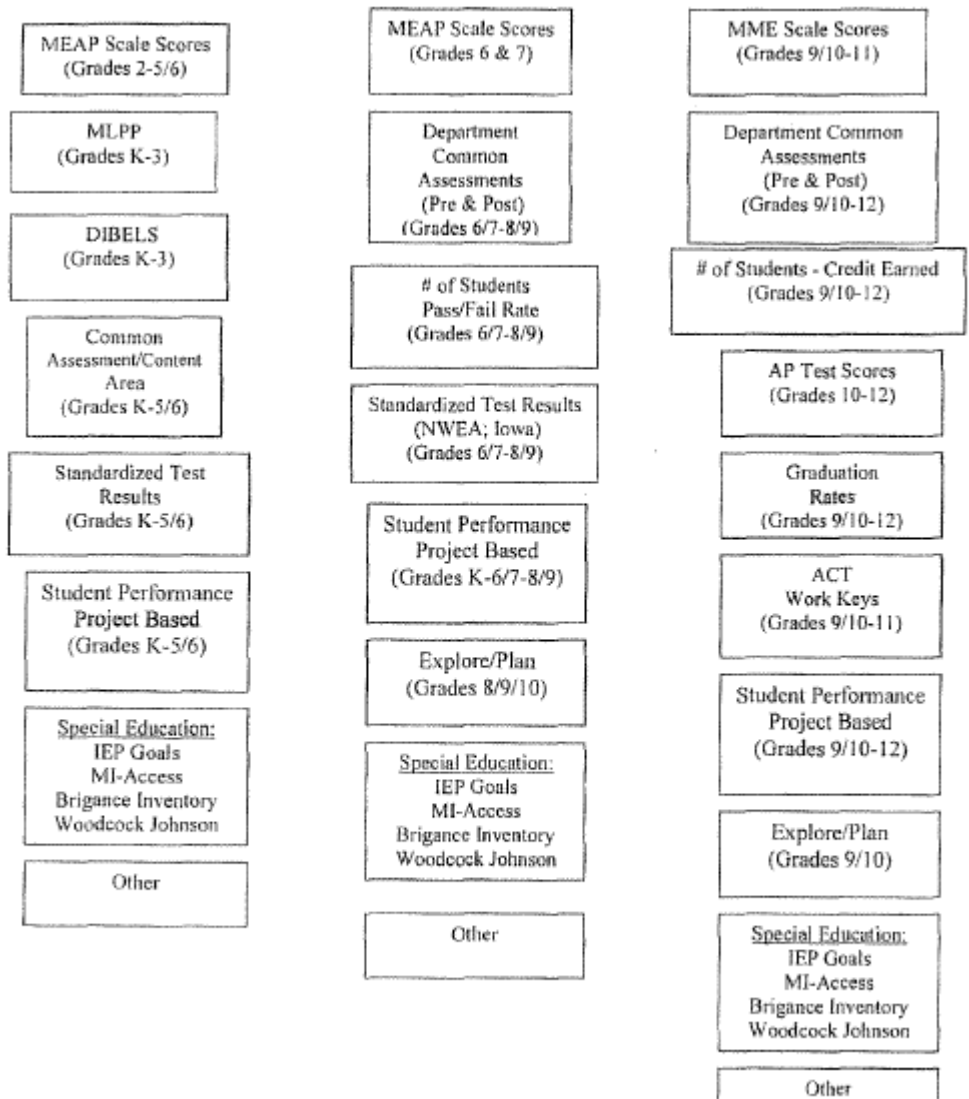 MEAP Scale Scores
(Grades 2-5/6)
MLPP
(Grades K-3)
DIBELS
(Grades K-3)
Common
Assessment/Content
Area
(Grades K-5/6)
Standardized Test
Results
(Grades K-5/6)
Student Performance
Project Based
(Grades K-5/6)
Special Education:
IEP Goals
MI-Access
Brigance Inventory
Woodcock Johnson
Other
MEAP Scale Scores
(Grades 6 & 7)
Department
Common
Assessments
(Pre & Post)
(Grades 6/7-8/9)
# of Students
Pass/Fail Rate
(Grades 6/7-8/9)
Standardized Test Results
(NWEA; Iowa)
(Grades 6/7-8/9)
Student Performance
Project Based
(Grades K-6/7-8/9)
Explore/Plan
(Grades 8/9/10)
Special Education:
IEP Goals
MI-Access
Brigance Inventory
Woodcock Johnson
Other
MME Scale Scores
(Grades 9/10-11)
Department Common
Assessments
(Pre & Post)
(Grades 9/10-12)
# of Students - Credit Earned
(Grades 9/10-12)
AP Test Scores
(Grades 10-12)
Graduation
Rates
(Grades 9/10-12)
ACT
Work Keys
(Grades 9/10-11)
Student Performance
Project Based
(Grades 9/10-12)
Explore/Plan
(Grades 9/10)
Special Education:
IEP Goals
MI-Access
Brigance Inventory
Woodcock Johnson
Other